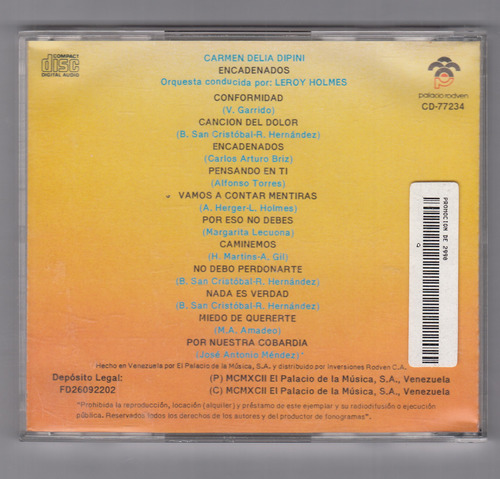 COMPACT
disc
DIGITAL AUDIO
CARMEN DELIA DIPINI
ENCADENADOS
Orquesta conducida por: LEROY HOLMES
palacio rodven
CD-77234
CONFORMIDAD
(V. Garrido)
CANCION DEL DOLOR
(B. San Cristóbal-R. Hernández)
ENCADENADOS
(Carlos Arturo Briz)
PENSANDO EN TI
(Alfonso Torres)
VAMOS A CONTAR MENTIRAS
(A. Herger-L. Holmes)
POR ESO NO DEBES
(Margarita Lecuona)
CAMINEMOS
(H. Martins-A. Gil)
NO DEBO PERDONARTE
(B. San Cristóbal-R. Hernández)
NADA ES VERDAD
(B. San Cristóbal-R. Hernández)
MIEDO DE QUERERTE
(M.A. Amadeo)
POR NUESTRA COBARDIA
(José Antonio Méndez)
PROMOCION DE 2990
Hecho en Venezuela por El Palacio de la Música, S.A., y distribuido por Inversiones Rodven C.A.
Depósito Legal:
FD26092202
(P) MCMXCII El Palacio de la Música, S.A., Venezuela
(C) MCMXCII El Palacio de la Música, S.A., Venezuela
"Prohibida la reproducción, locación (alquiler) y préstamo de este ejemplar y su radiodifusión o ejecución
pública. Reservados todos los derechos de los autores y del productor de fonogramas".